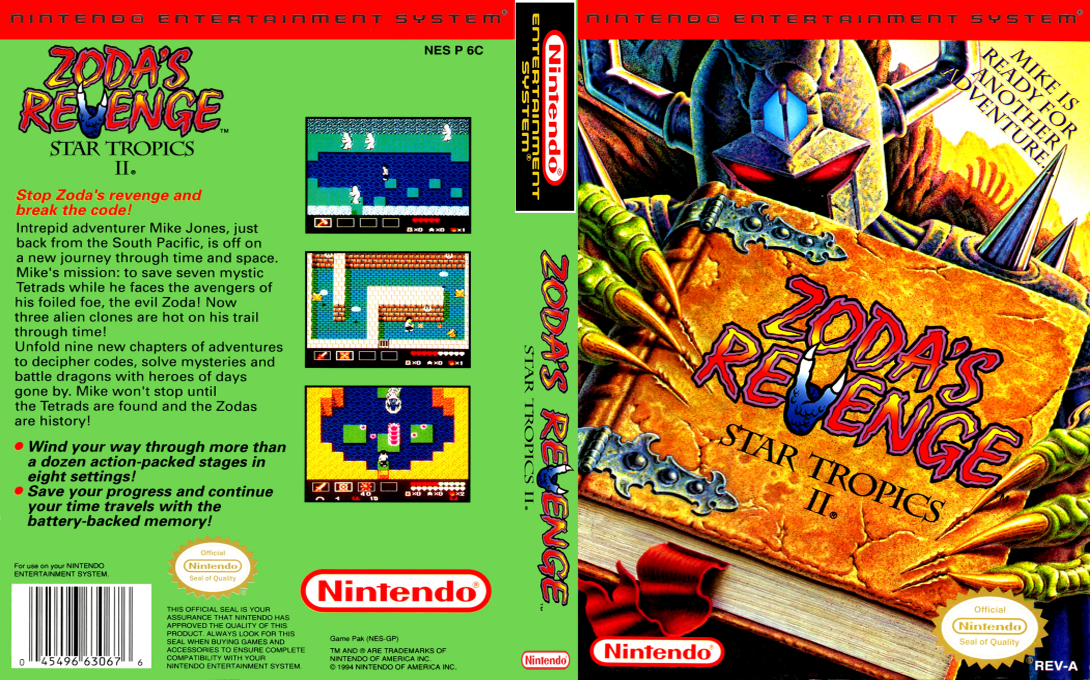 NINTENDO ENTERTAINMENT SYSTEM®
NES P 6C
ZODA'S
REVENGE™
STAR TROPICS
II®
Stop Zoda's revenge and
break the code!
Intrepid adventurer Mike Jones, just
back from the South Pacific, is off on
a new journey through time and space.
Mike's mission: to save seven mystic
Tetrads while he faces the avengers of
his foiled foe, the evil Zoda! Now
three alien clones are hot on his trail
through time!
Unfold nine new chapters of adventures
to decipher codes, solve mysteries and
battle dragons with heroes of days
gone by. Mike won't stop until
the Tetrads are found and the Zodas
are history!
• Wind your way through more than
a dozen action-packed stages in
eight settings!
• Save your progress and continue
your time travels with the
battery-backed memory!
For use on your NINTENDO
ENTERTAINMENT SYSTEM.
0 45496 63067 6
Official
Nintendo
Seal of Quality
THIS OFFICIAL SEAL IS YOUR
ASSURANCE THAT NINTENDO HAS
APPROVED THE QUALITY OF THIS
PRODUCT. ALWAYS LOOK FOR THIS
SEAL WHEN BUYING GAMES AND
ACCESSORIES TO ENSURE COMPLETE
COMPATIBILITY WITH YOUR
NINTENDO ENTERTAINMENT SYSTEM.
Nintendo®
Game Pak (NES-GP)
TM AND ® ARE TRADEMARKS OF
NINTENDO OF AMERICA INC.
© 1994 NINTENDO OF AMERICA INC.
Nintendo®
ENTERTAINMENT
SYSTEM®
ZODA'S REVENGE™
STAR TROPICS II®
Nintendo
NINTENDO ENTERTAINMENT SYSTEM®
MIKE IS
READY FOR
ANOTHER
ADVENTURE.
ZODA'S
REVENGE™
STAR TROPICS
II®
Nintendo®
Official
Nintendo
Seal of Quality
®
REV-A